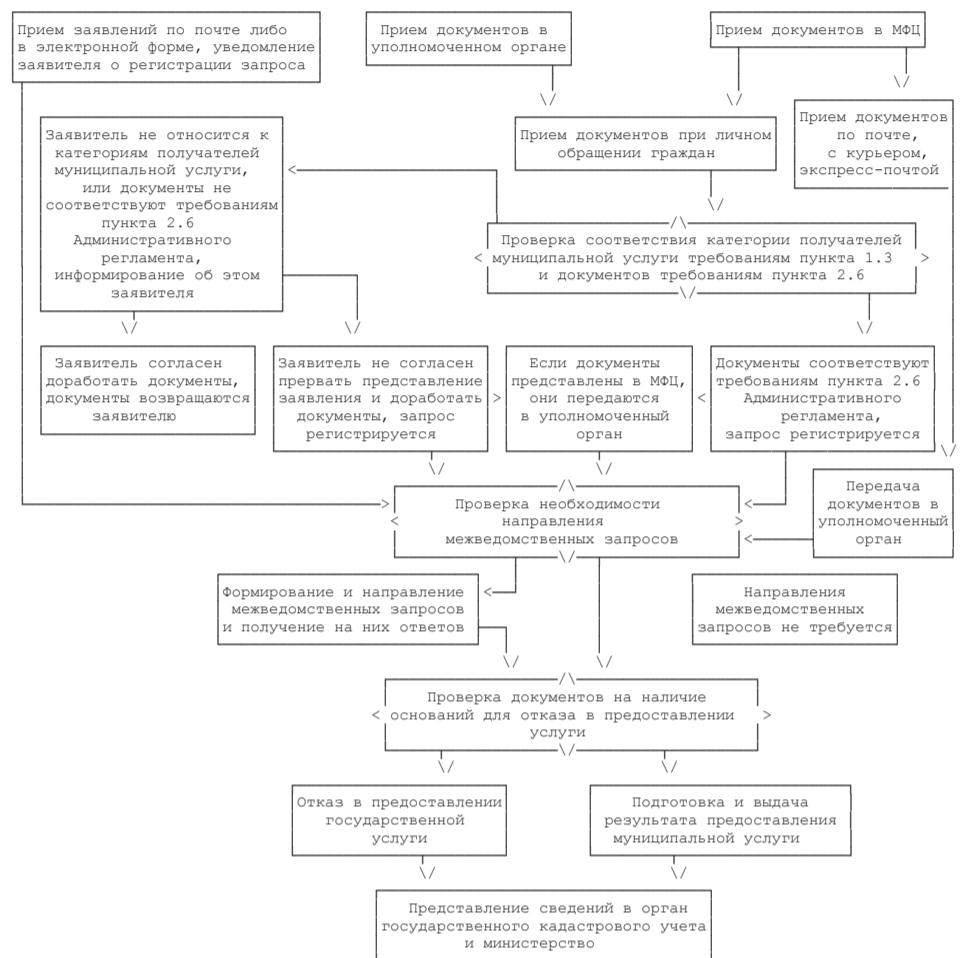 Прием заявлений по почте либо
в электронной форме, уведомление
заявителя о регистрации запроса
Прием документов в
уполномоченном органе
Прием документов в МФЦ
Прием документов
по почте,
с курьером,
экспресс-почтой
Прием документов при личном
обращении граждан
Заявитель не относится к
категориям получателей
муниципальной услуги,
или документы не
соответствуют требованиям
пункта 2.6
Административного
регламента,
информирование об этом
заявителя
Проверка соответствия категории получателей
муниципальной услуги требованиям пункта 1.3
и документов требованиям пункта 2.6
Заявитель согласен
доработать документы,
документы возвращаются
заявителю
Заявитель не согласен
прервать представление
заявления и доработать
документы, запрос
регистрируется
Если документы
представлены в МФЦ,
они передаются
в уполномоченный
орган
Документы соответствуют
требованиям пункта 2.6
Административного
регламента,
запрос регистрируется
Проверка необходимости
направления
межведомственных запросов
Передача
документов в
уполномоченный
орган
Формирование и направление
межведомственных запросов
и получение на них ответов
Направления
межведомственных
запросов не требуется
Проверка документов на наличие
оснований для отказа в предоставлении
услуги
Отказ в предоставлении
государственной
услуги
Подготовка и выдача
результата предоставления
муниципальной услуги
Представление сведений в орган
государственного кадастрового учета
и министерство